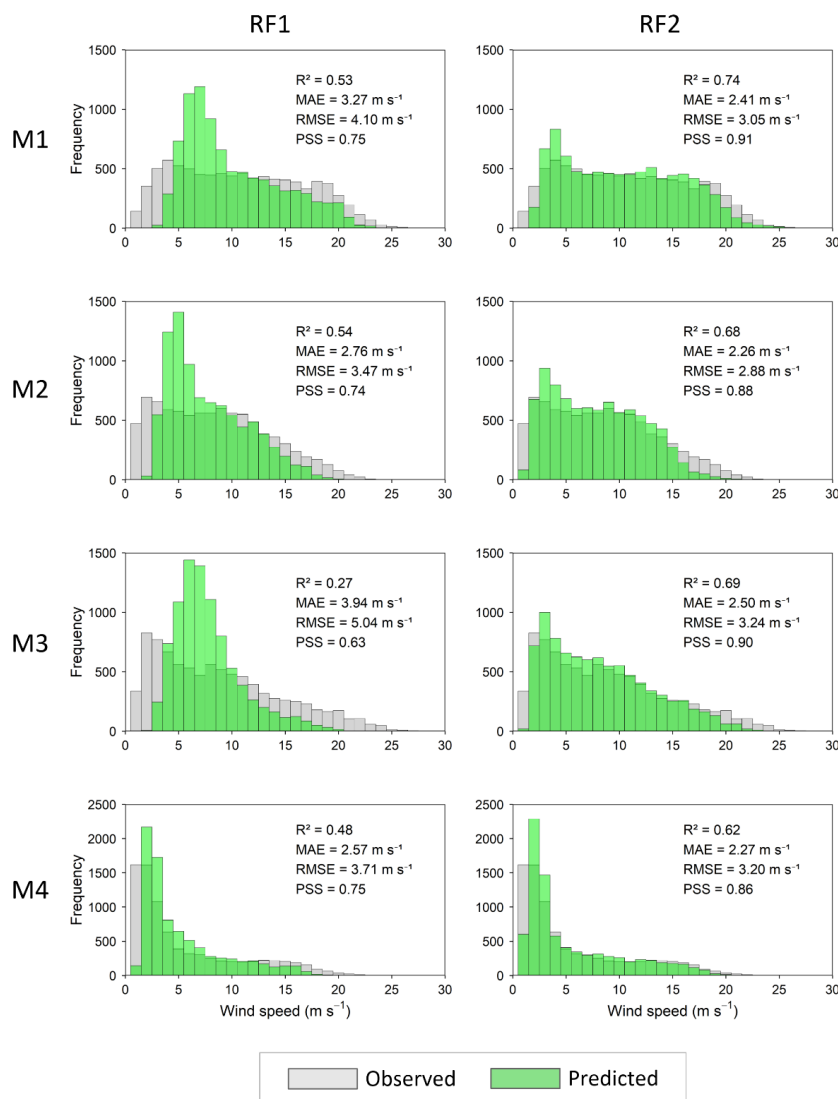 RF1
RF2
M1
Frequency
1500
1000
500
0
R² = 0.53
MAE = 3.27 m s⁻¹
RMSE = 4.10 m s⁻¹
PSS = 0.75
0 5 10 15 20 25 30
1500
1000
500
0
R² = 0.74
MAE = 2.41 m s⁻¹
RMSE = 3.05 m s⁻¹
PSS = 0.91
0 5 10 15 20 25 30
M2
Frequency
1500
1000
500
0
R² = 0.54
MAE = 2.76 m s⁻¹
RMSE = 3.47 m s⁻¹
PSS = 0.74
0 5 10 15 20 25 30
1500
1000
500
0
R² = 0.68
MAE = 2.26 m s⁻¹
RMSE = 2.88 m s⁻¹
PSS = 0.88
0 5 10 15 20 25 30
M3
Frequency
1500
1000
500
0
R² = 0.27
MAE = 3.94 m s⁻¹
RMSE = 5.04 m s⁻¹
PSS = 0.63
0 5 10 15 20 25 30
1500
1000
500
0
R² = 0.69
MAE = 2.50 m s⁻¹
RMSE = 3.24 m s⁻¹
PSS = 0.90
0 5 10 15 20 25 30
M4
Frequency
2500
2000
1500
1000
500
0
R² = 0.48
MAE = 2.57 m s⁻¹
RMSE = 3.71 m s⁻¹
PSS = 0.75
0 5 10 15 20 25 30
Wind speed (m s⁻¹)
2500
2000
1500
1000
500
0
R² = 0.62
MAE = 2.27 m s⁻¹
RMSE = 3.20 m s⁻¹
PSS = 0.86
0 5 10 15 20 25 30
Wind speed (m s⁻¹)
Observed
Predicted